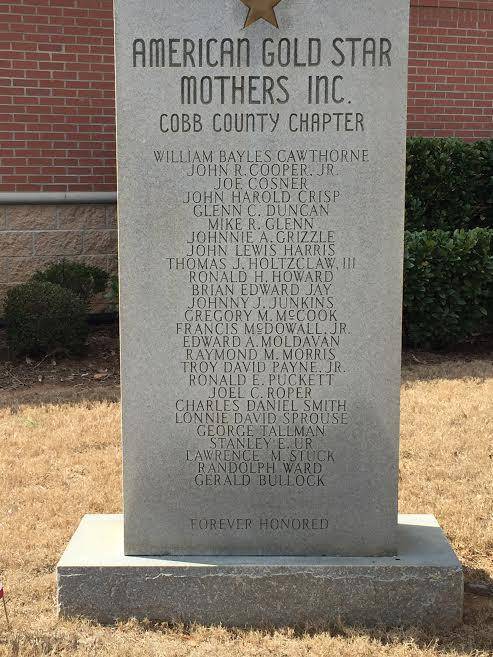 AMERICAN GOLD STAR
MOTHERS INC.
COBB COUNTY CHAPTER
WILLIAM BAYLES CAWTHORNE
JOHN R. COOPER, JR.
JOE COSNER
JOHN HAROLD CRISP
GLENN C. DUNCAN
MIKE R. GLENN
JOHNNIE A. GRIZZLE
JOHN LEWIS HARRIS
THOMAS J. HOLTZCLAW, III
RONALD H. HOWARD
BRIAN EDWARD JAY
JOHNNY J. JUNKINS
GREGORY M. McCOOK
FRANCIS McDOWALL, JR.
EDWARD A. MOLDAVAN
RAYMOND M. MORRIS
TROY DAVID PAYNE, JR.
RONALD E. PUCKETT
JOEL C. ROPER
CHARLES DANIEL SMITH
LONNIE DAVID SPROUSE
GEORGE TALLMAN
STANLEY E. UR
LAWRENCE M. STUCK
RANDOLPH WARD
GERALD BULLOCK
FOREVER HONORED